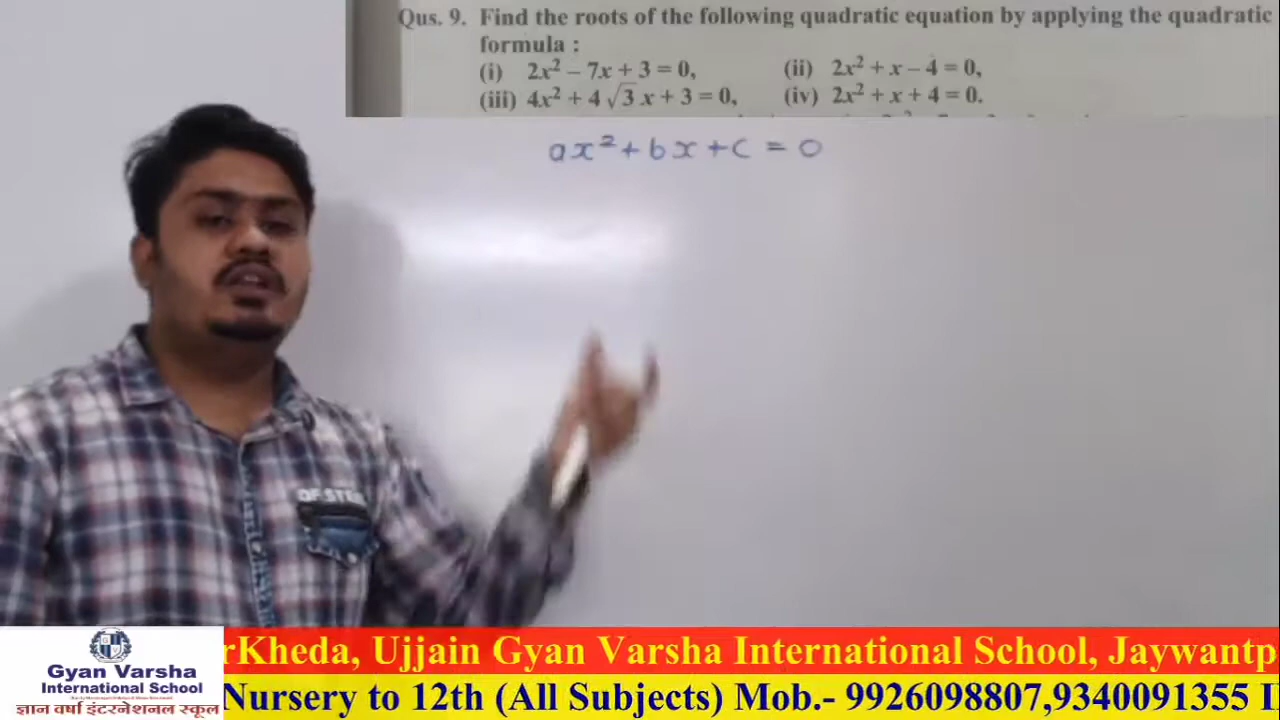 Qus. 9. Find the roots of the following quadratic equation by applying the quadratic
formula :
(i) 2x² – 7x + 3 = 0, (ii) 2x² + x – 4 = 0,
(iii) 4x² + 4√3 x + 3 = 0, (iv) 2x² + x + 4 = 0.
ax² + bx + c = 0
OF STE
rKheda, Ujjain Gyan Varsha International School, Jaywantp
Gyan Varsha
International School
ज्ञान वर्षा इंटरनेशनल स्कूल
Nursery to 12th (All Subjects) Mob.- 9926098807,9340091355